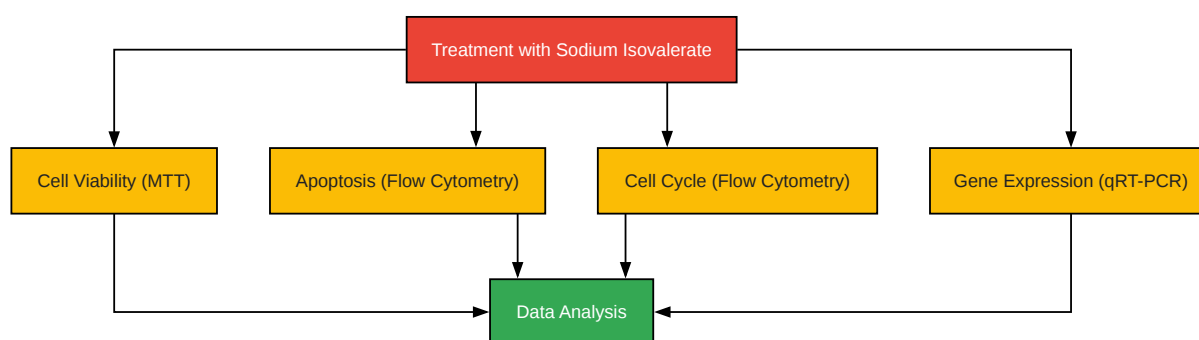 Treatment with Sodium Isovalerate
Cell Viability (MTT)
Apoptosis (Flow Cytometry)
Cell Cycle (Flow Cytometry)
Gene Expression (qRT-PCR)
Data Analysis